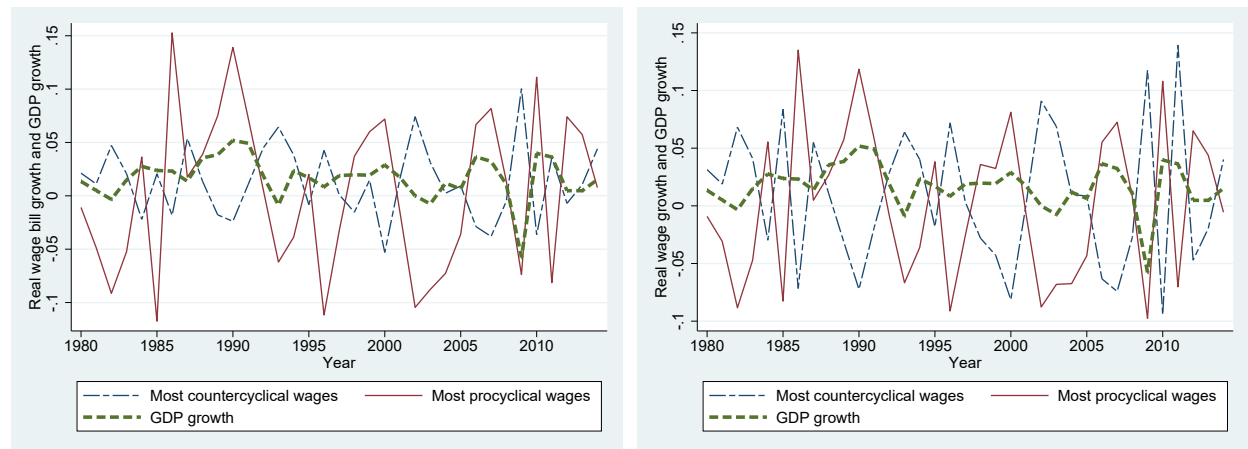 Real wage bill growth and GDP growth
.15
.1
.05
0
-.05
-.1
1980 1985 1990 1995 2000 2005 2010
Year
Most countercyclical wages Most procyclical wages
GDP growth
Real wage growth and GDP growth
.15
.1
.05
0
-.05
-.1
1980 1985 1990 1995 2000 2005 2010
Year
Most countercyclical wages Most procyclical wages
GDP growth